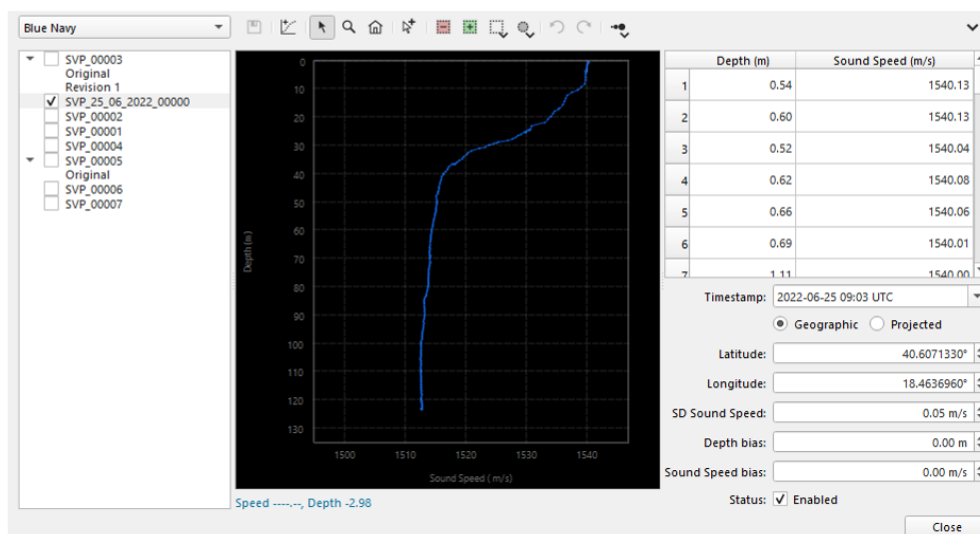 Blue Navy
SVP_00003
Original
Revision 1
SVP_25_06_2022_00000
SVP_00002
SVP_00001
SVP_00004
SVP_00005
Original
SVP_00006
SVP_00007
0
10
20
30
40
50
60
70
80
90
100
110
120
130
Depth (m)
1500 1510 1520 1530 1540
Sound Speed ( m/s)
Speed ----.--, Depth -2.98
Depth (m) Sound Speed (m/s)
1 0.54 1540.13
2 0.60 1540.13
3 0.52 1540.04
4 0.62 1540.08
5 0.66 1540.06
6 0.69 1540.01
7 1.11 1540.00
Timestamp: 2022-06-25 09:03 UTC
Geographic Projected
Latitude: 40.6071330°
Longitude: 18.4636960°
SD Sound Speed: 0.05 m/s
Depth bias: 0.00 m
Sound Speed bias: 0.00 m/s
Status: Enabled
Close